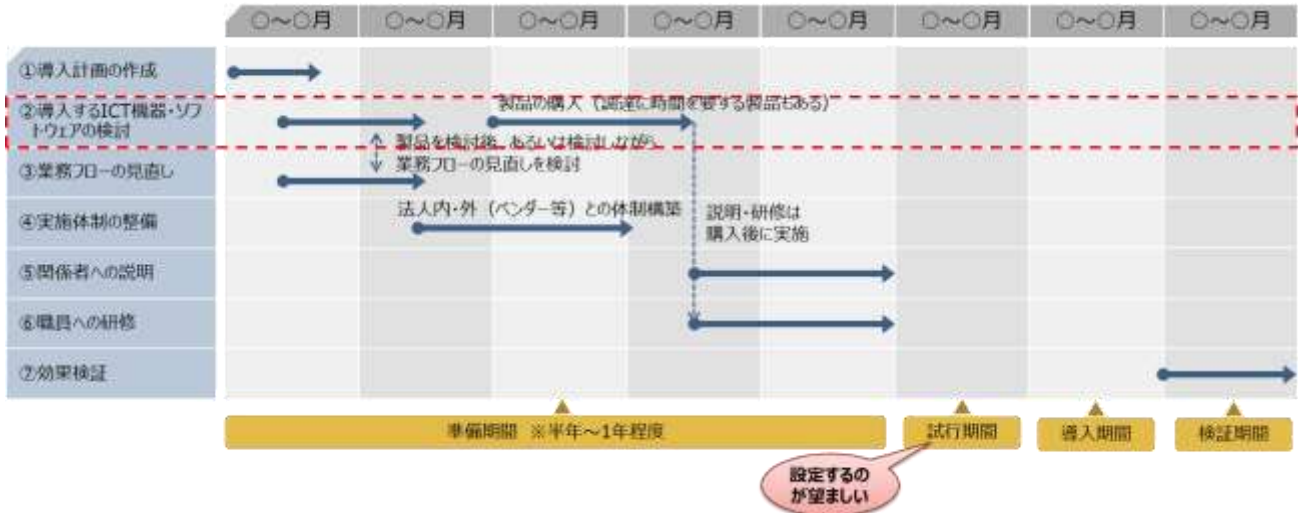 ○～○月 ○～○月 ○～○月 ○～○月 ○～○月 ○～○月 ○～○月 ○～○月
①導入計画の作成
製品の購入（調達に時間を要する製品もある）
②導入するICT機器・ソフ
トウェアの検討
製品を検討後、あるいは検討しながら、
業務フローの見直しを検討
③業務フローの見直し
法人内・外（ベンダー等）との体制構築
④実施体制の整備
説明・研修は
購入後に実施
⑤関係者への説明
⑥職員への研修
⑦効果検証
準備期間 ※半年～1年程度
試行期間
導入期間
検証期間
設定するの
が望ましい